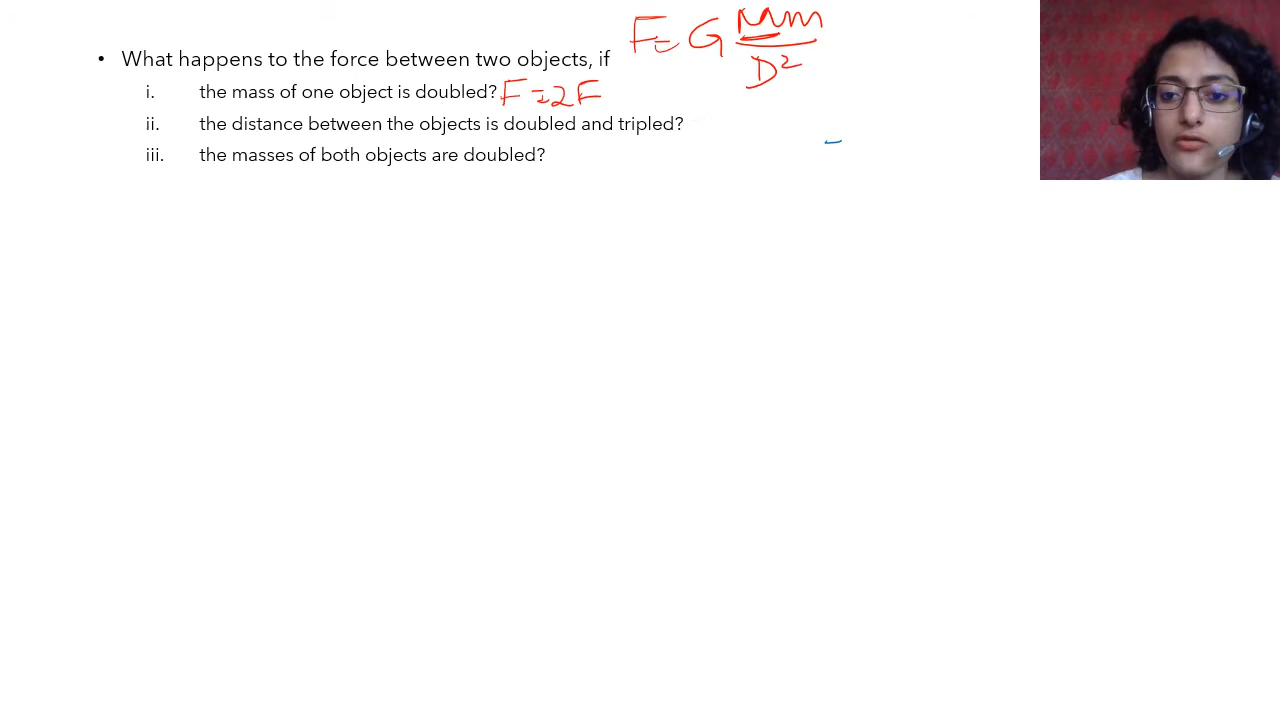 F = G Mm / D²
• What happens to the force between two objects, if
i. the mass of one object is doubled? F = 2F
ii. the distance between the objects is doubled and tripled?
iii. the masses of both objects are doubled?